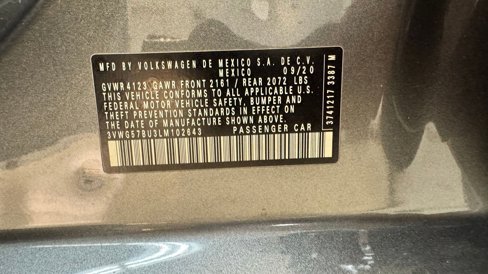 MFD BY VOLKSWAGEN DE MEXICO S.A. DE C.V.
MEXICO 09/20
GVWR 4123 GAWR FRONT 2161 / REAR 2072 LBS
THIS VEHICLE CONFORMS TO ALL APPLICABLE U.S.
FEDERAL MOTOR VEHICLE SAFETY, BUMPER AND
THEFT PREVENTION STANDARDS IN EFFECT ON
THE DATE OF MANUFACTURE SHOWN ABOVE.
3VWG57BU3LM102643 PASSENGER CAR
3741217 3387 M